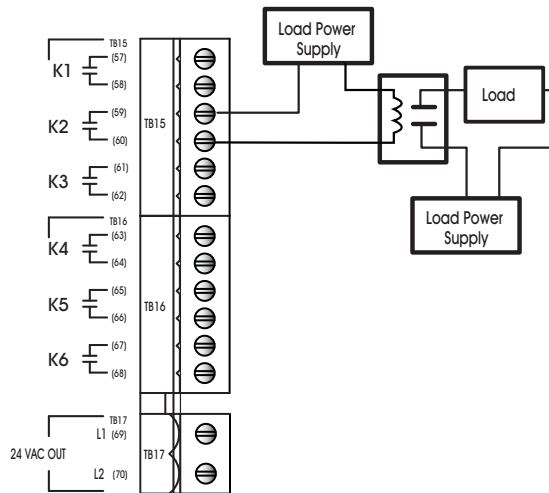 TB15
K1
(57)
(58)
K2
(59)
(60)
K3
(61)
(62)
TB15
TB16
K4
(63)
(64)
K5
(65)
(66)
K6
(67)
(68)
TB16
TB17
24 VAC OUT
L1 (69)
L2 (70)
TB17
Load Power
Supply
Load
Load Power
Supply